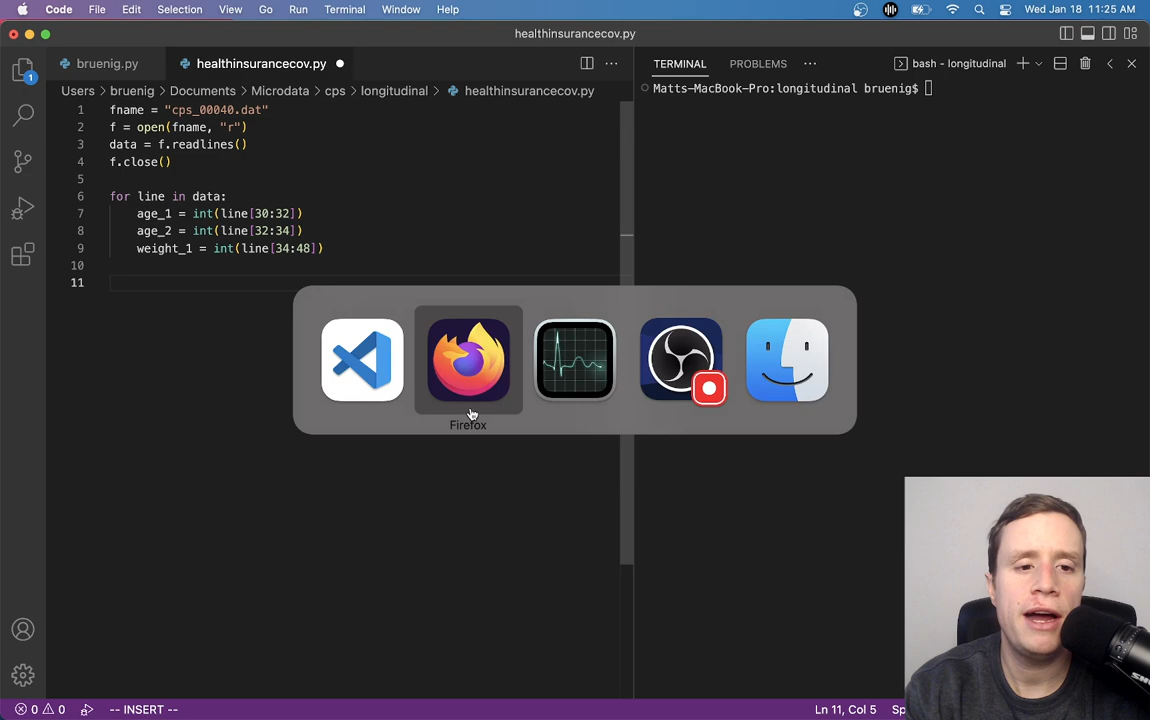 Code File Edit Selection View Go Run Terminal Window Help Wed Jan 18 11:25 AM
healthinsurancecov.py
bruenig.py healthinsurancecov.py
Users > bruenig > Documents > Microdata > cps > longitudinal > healthinsurancecov.py
1 fname = "cps_00040.dat"
2 f = open(fname, "r")
3 data = f.readlines()
4 f.close()
5
6 for line in data:
7 age_1 = int(line[30:32])
8 age_2 = int(line[32:34])
9 weight_1 = int(line[34:48])
10
11
TERMINAL PROBLEMS ··· bash - longitudinal
Matts-MacBook-Pro:longitudinal bruenig$
1
Firefox
0 0 -- INSERT -- Ln 11, Col 5 Sp